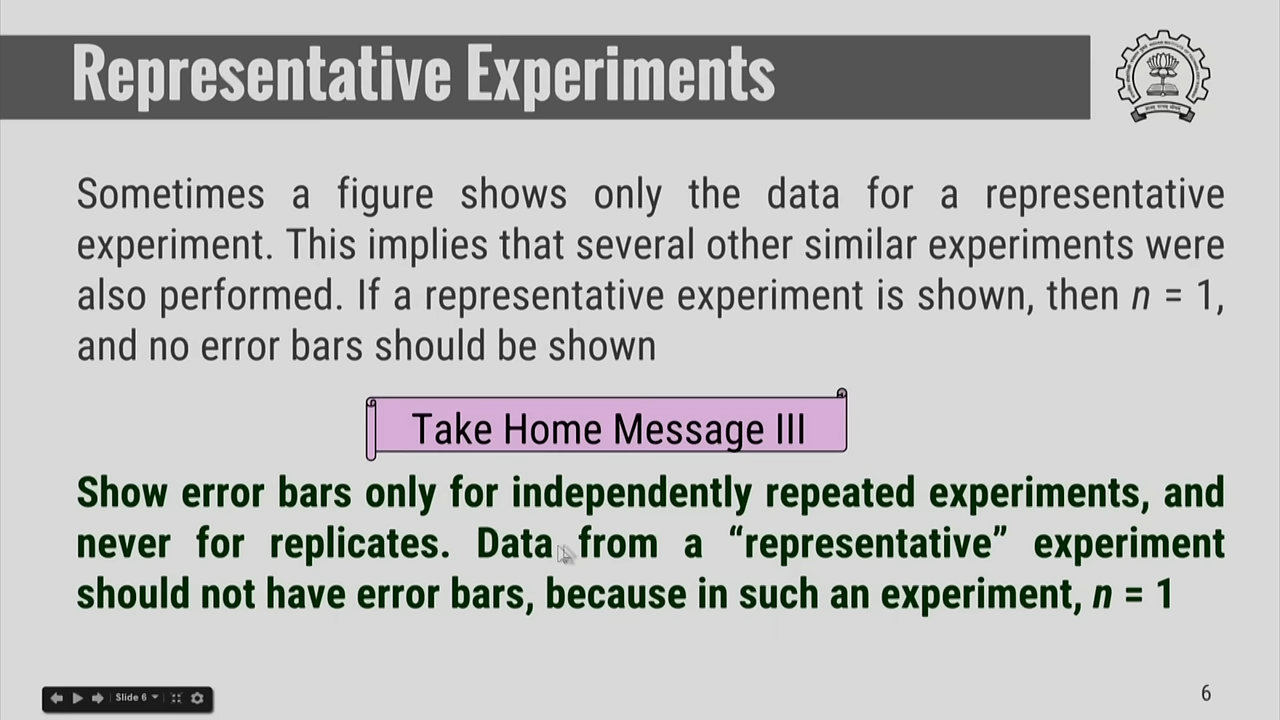 Representative Experiments
Sometimes a figure shows only the data for a representative
experiment. This implies that several other similar experiments were
also performed. If a representative experiment is shown, then n = 1,
and no error bars should be shown
Take Home Message III
Show error bars only for independently repeated experiments, and
never for replicates. Data from a “representative” experiment
should not have error bars, because in such an experiment, n = 1
Slide 6
6